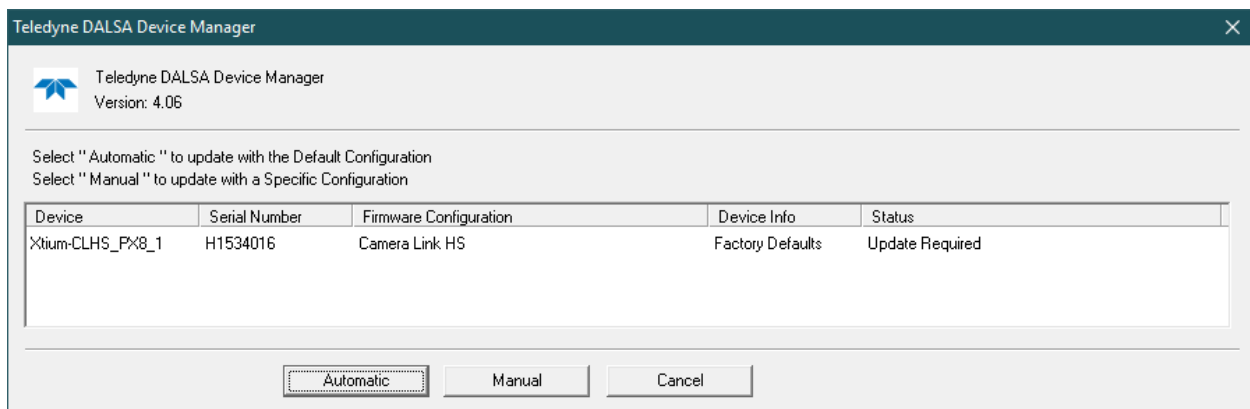 Teledyne DALSA Device Manager
Teledyne DALSA Device Manager
Version: 4.06
Select "Automatic" to update with the Default Configuration
Select "Manual" to update with a Specific Configuration
Device Serial Number Firmware Configuration Device Info Status
Xtium-CLHS_PX8_1 H1534016 Camera Link HS Factory Defaults Update Required
Automatic Manual Cancel